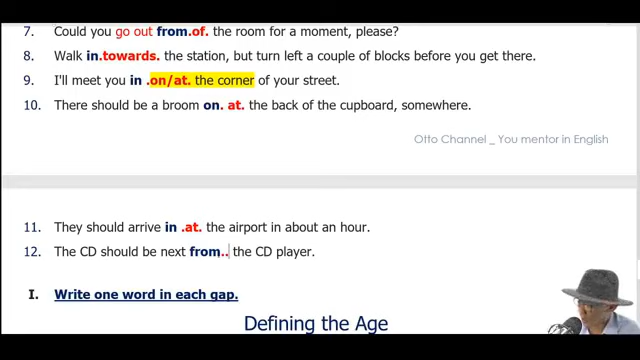 7. Could you go out from.of. the room for a moment, please?
8. Walk in.towards. the station, but turn left a couple of blocks before you get there.
9. I'll meet you in .on/at. the corner of your street.
10. There should be a broom on. at. the back of the cupboard, somewhere.
Otto Channel _ You mentor in English
11. They should arrive in .at. the airport in about an hour.
12. The CD should be next from.. the CD player.
I. Write one word in each gap.
Defining the Age